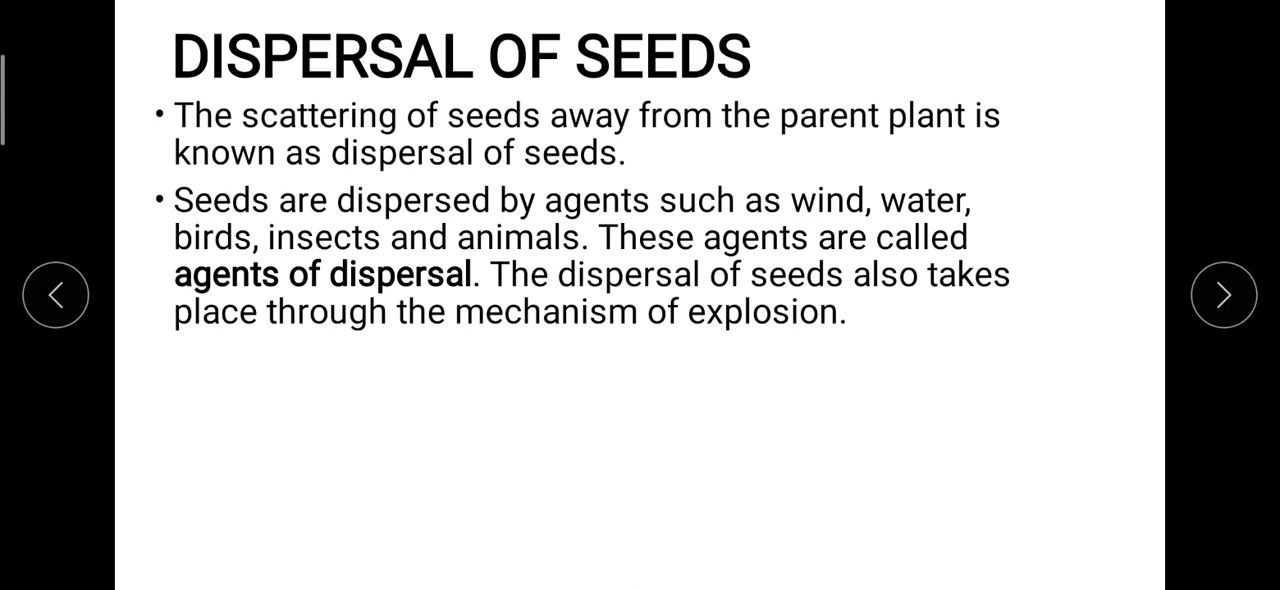 DISPERSAL OF SEEDS
• The scattering of seeds away from the parent plant is
known as dispersal of seeds.
• Seeds are dispersed by agents such as wind, water,
birds, insects and animals. These agents are called
agents of dispersal. The dispersal of seeds also takes
place through the mechanism of explosion.